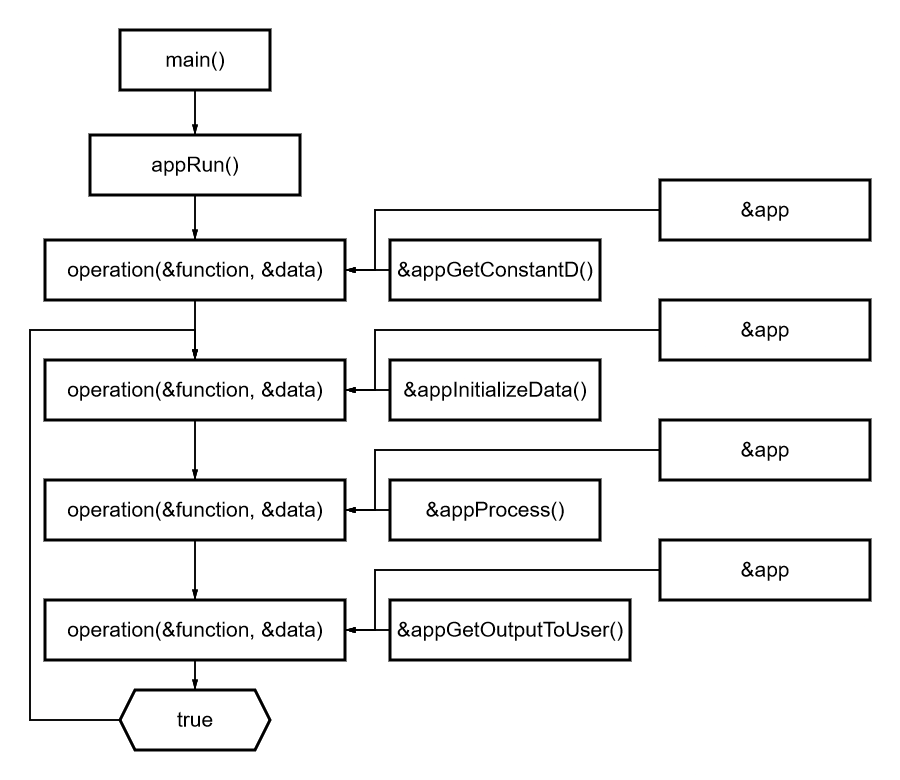 main()
appRun()
&app
operation(&function, &data)
&appGetConstantD()
&app
operation(&function, &data)
&appInitializeData()
&app
operation(&function, &data)
&appProcess()
&app
operation(&function, &data)
&appGetOutputToUser()
true